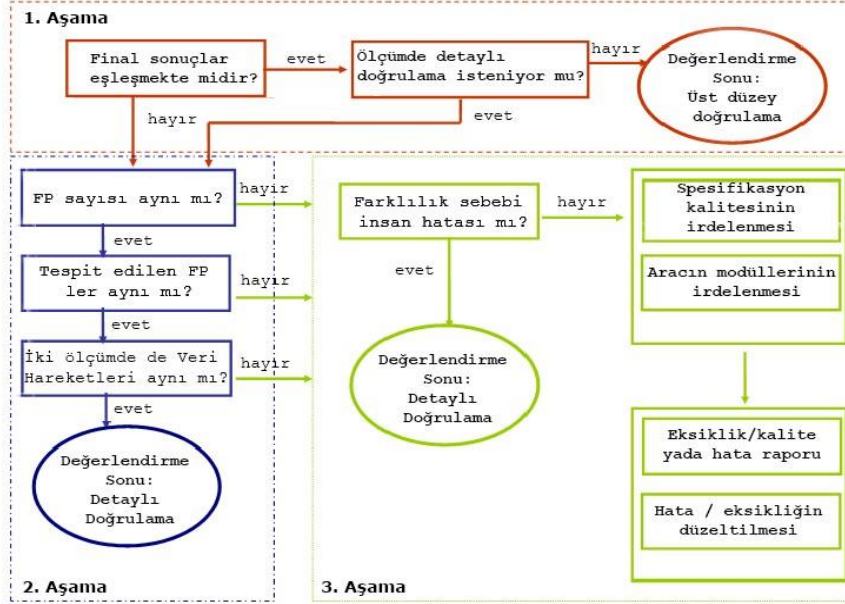 1. Aşama
Final sonuçlar
eşleşmekte midir?
evet
Ölçümde detaylı
doğrulama isteniyor mu?
hayır
Değerlendirme
Sonu:
Üst düzey
doğrulama
hayır
evet
FP sayısı aynı mı?
hayır
evet
Tespit edilen FP
ler aynı mı?
hayır
evet
İki ölçümde de Veri
Hareketleri aynı mı?
hayır
evet
Değerlendirme
Sonu:
Detaylı
Doğrulama
2. Aşama
Farklılık sebebi
insan hatası mı?
hayır
evet
Değerlendirme
Sonu:
Detaylı
Doğrulama
Spesifikasyon
kalitesinin
irdelenmesi
Aracın modüllerinin
irdelenmesi
Eksiklik/kalite
yada hata raporu
Hata / eksikliğin
düzeltilmesi
3. Aşama